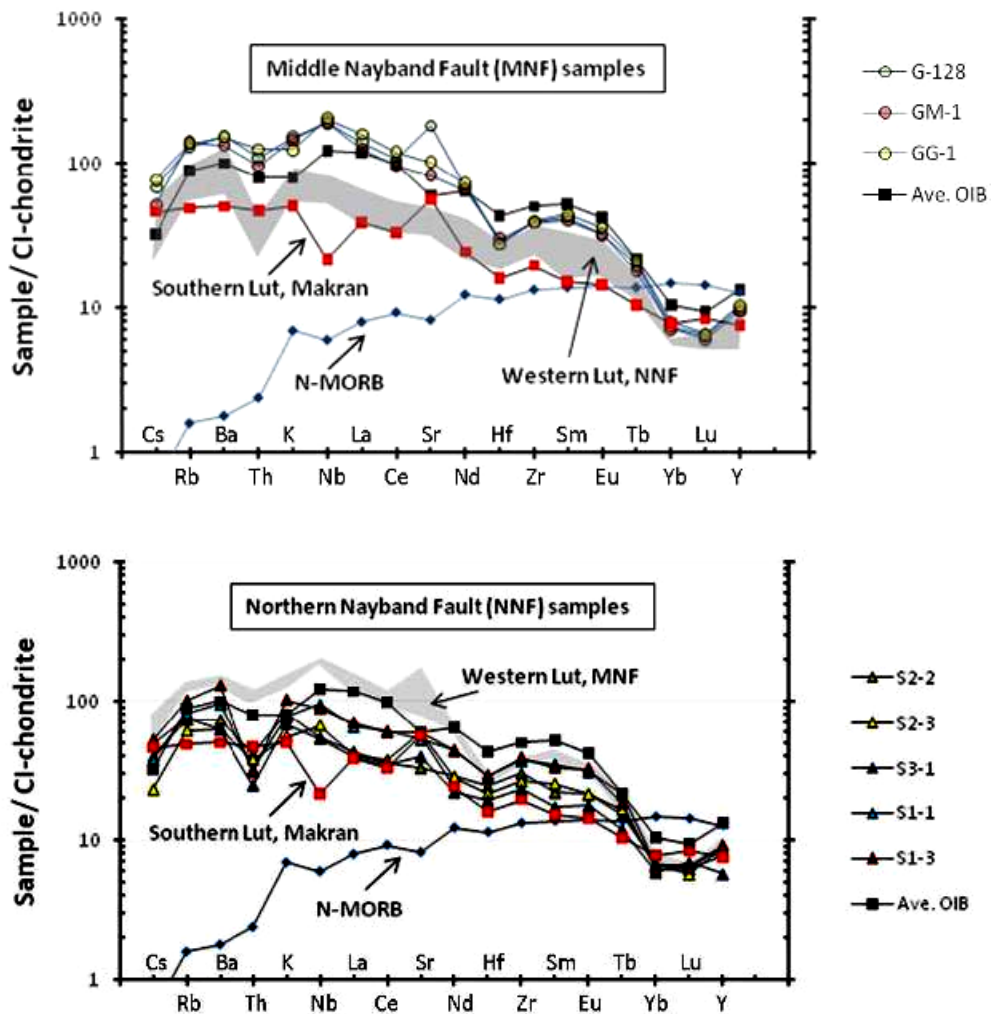 1000
Middle Nayband Fault (MNF) samples
G-128
GM-1
GG-1
Ave. OIB
100
Sample/ CI-chondrite
Southern Lut, Makran
10
N-MORB
Western Lut, NNF
Cs Ba K La Sr Hf Sm Tb Lu
1
Rb Th Nb Ce Nd Zr Eu Yb Y
1000
Northern Nayband Fault (NNF) samples
Western Lut, MNF
S2-2
S2-3
S3-1
S1-1
S1-3
Ave. OIB
100
Sample/ CI-chondrite
Southern Lut, Makran
10
N-MORB
Cs Ba K La Sr Hf Sm Tb Lu
1
Rb Th Nb Ce Nd Zr Eu Yb Y